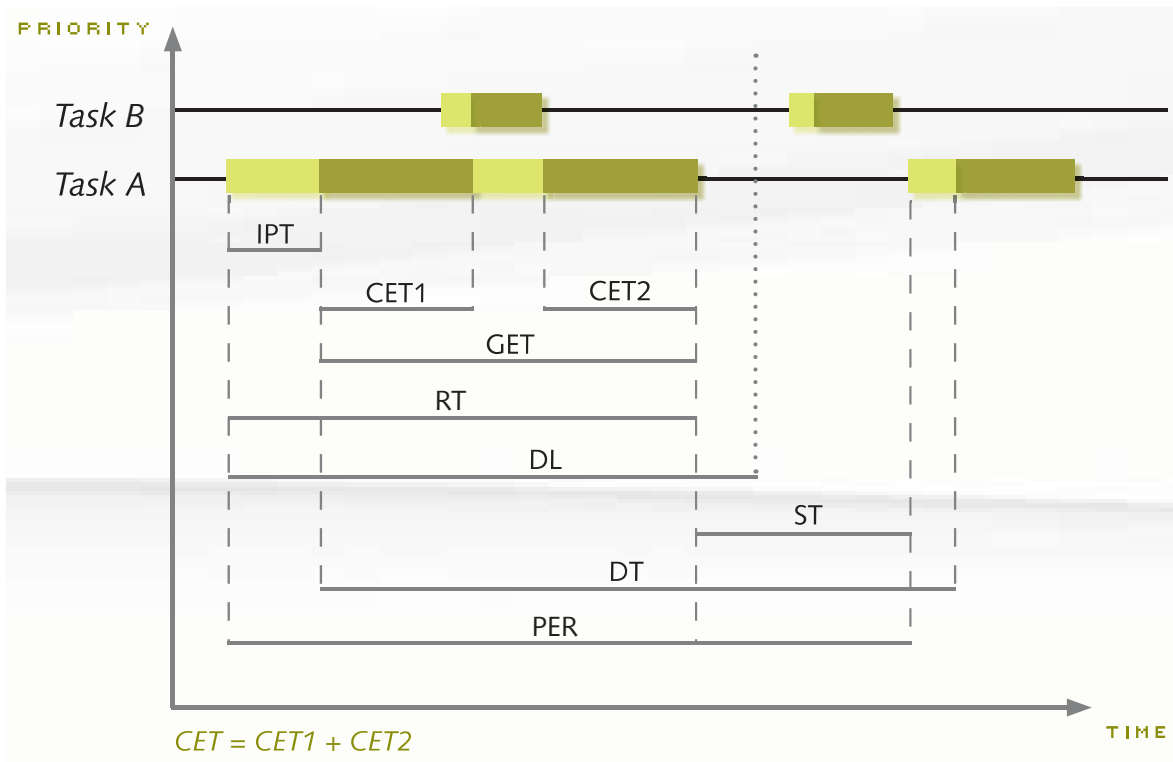 PRIORITY
Task B
Task A
IPT
CET1 CET2
GET
RT
DL
ST
DT
PER
TIME
CET = CET1 + CET2